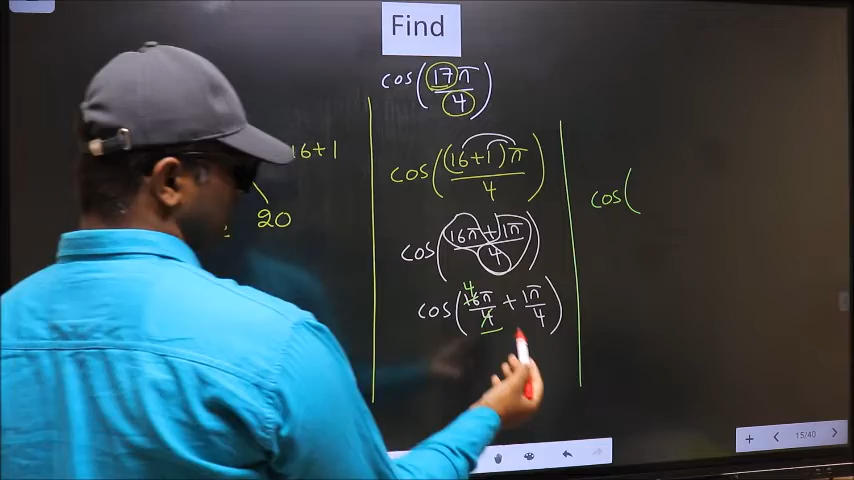 Find
cos(17π/4)
16+1
20
cos((16+1)π/4)
cos(16π+1π/4)
cos(16π/4 + 1π/4)
4
cos(
15/40